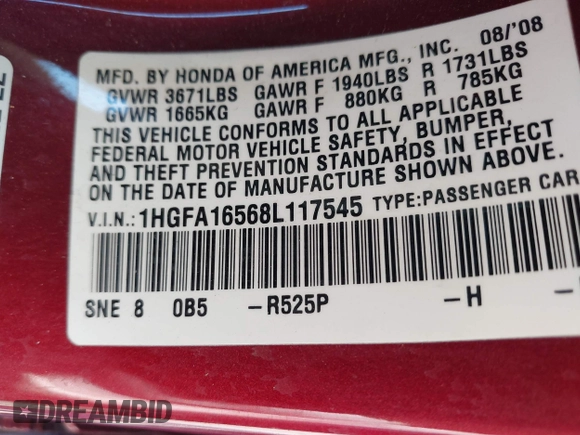 MFD. BY HONDA OF AMERICA MFG., INC. 08/'08
GVWR 3671LBS GAWR F 1940LBS R 1731LBS
GVWR 1665KG GAWR F 880KG R 785KG
THIS VEHICLE CONFORMS TO ALL APPLICABLE
FEDERAL MOTOR VEHICLE SAFETY, BUMPER,
AND THEFT PREVENTION STANDARDS IN EFFECT
ON THE DATE OF MANUFACTURE SHOWN ABOVE.
V.I.N.: 1HGFA16568L117545 TYPE:PASSENGER CAR
SNE 8 0B5 -R525P -H
DREAMBID